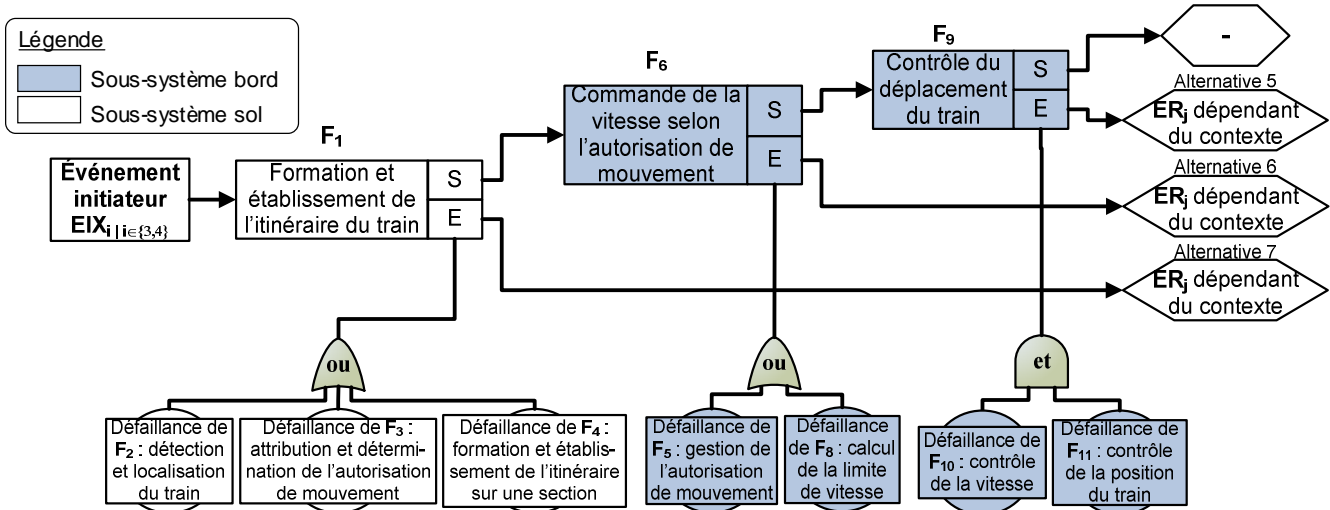 Légende
Sous-système bord
Sous-système sol
Événement
initiateur
EIXi | i∈{3,4}
F1
Formation et
établissement de
l'itinéraire du train
S
E
F6
Commande de la
vitesse selon
l'autorisation de
mouvement
S
E
F9
Contrôle du
déplacement
du train
S
E
-
Alternative 5
ERj dépendant
du contexte
Alternative 6
ERj dépendant
du contexte
Alternative 7
ERj dépendant
du contexte
ou
ou
et
Défaillance de
F2 : détection
et localisation
du train
Défaillance de F3 :
attribution et détermi-
nation de l'autorisation
de mouvement
Défaillance de F4 :
formation et établis-
sement de l'itinéraire
sur une section
Défaillance de
F5 : gestion de
l'autorisation de
mouvement
Défaillance
de F8 : calcul
de la limite
de vitesse
Défaillance de
F10 : contrôle
de la vitesse
Défaillance de
F11 : contrôle
de la position
du train